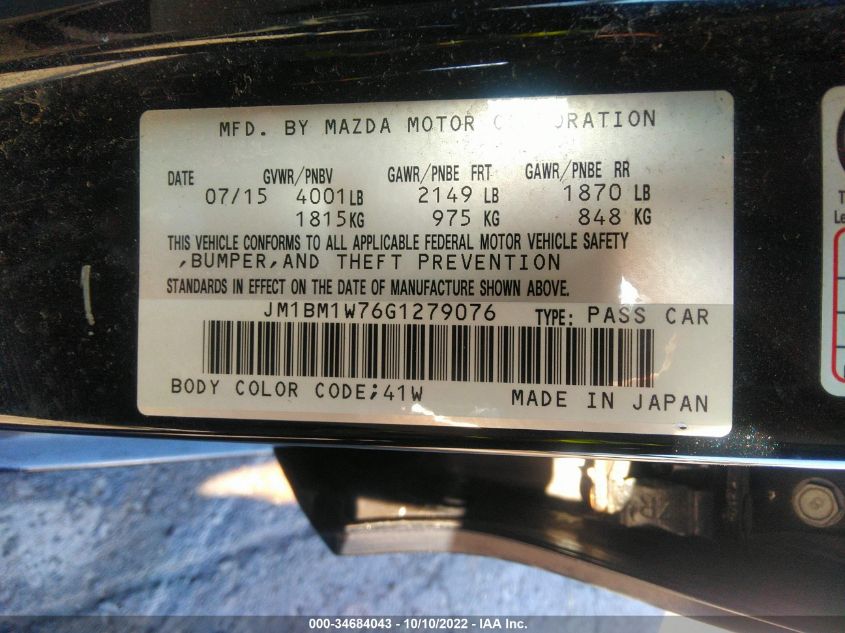 MFD. BY MAZDA MOTOR
DATE GVWR/PNBV GAWR/PNBE FRT GAWR/PNBE RR
07/15 4001LB 2149 LB 1870 LB
1815KG 975 KG 848 KG
THIS VEHICLE CONFORMS TO ALL APPLICABLE FEDERAL MOTOR VEHICLE SAFETY
,BUMPER,AND THEFT PREVENTION
STANDARDS IN EFFECT ON THE DATE OF MANUFACTURE SHOWN ABOVE.
JM1BM1W76G1279076 TYPE: PASS CAR
BODY COLOR CODE;41W MADE IN JAPAN
000-34684043 - 10/10/2022 - IAA Inc.